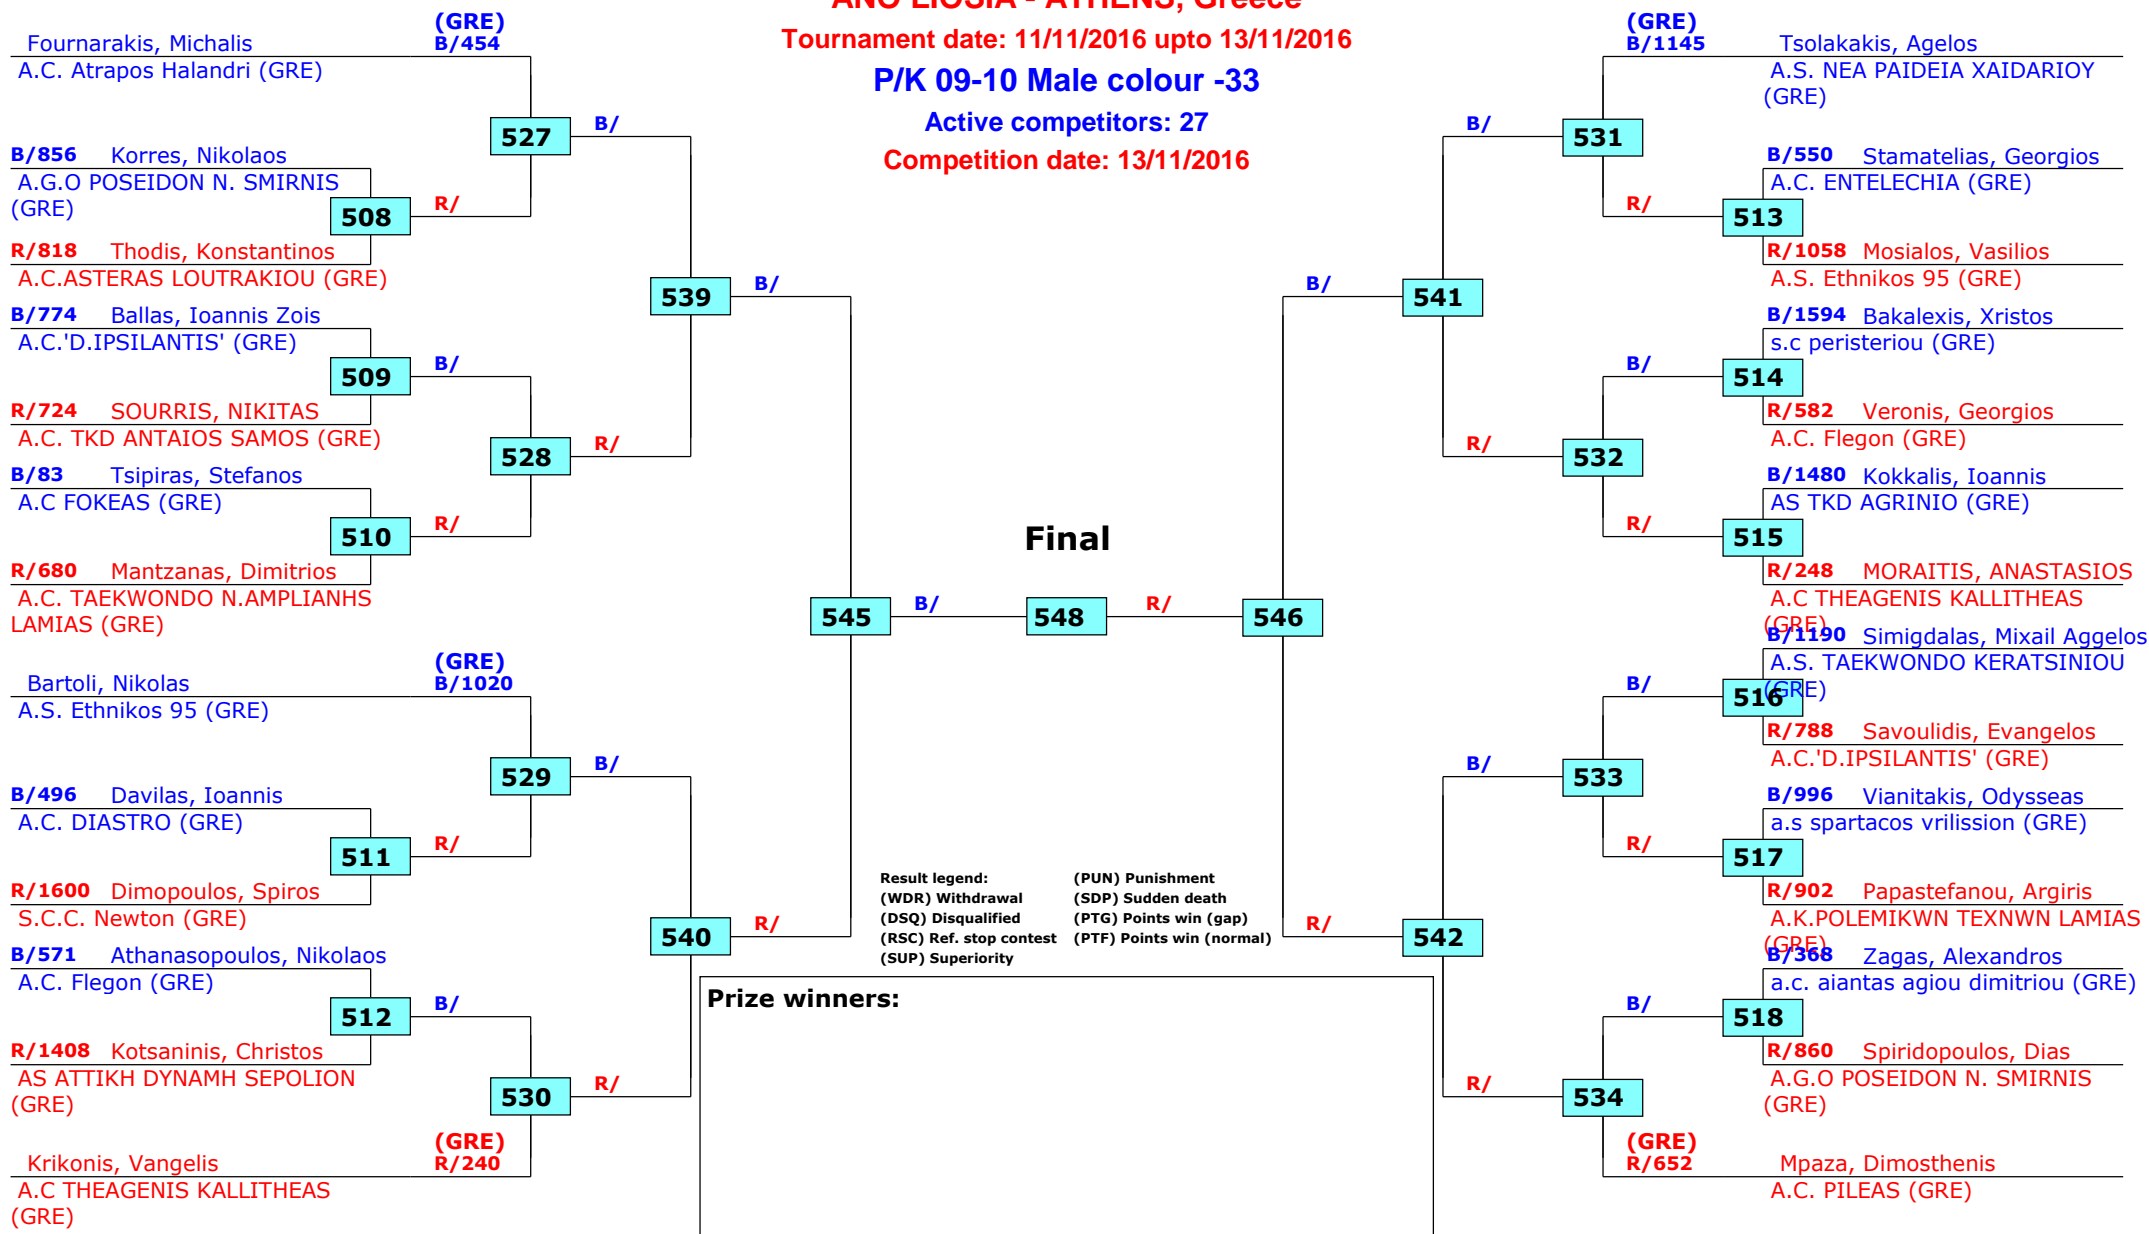 ANO LIOSIA - ATHENS, Greece
Tournament date: 11/11/2016 upto 13/11/2016
P/K 09-10 Male colour -33
Active competitors: 27
Competition date: 13/11/2016
(GRE)
Fournarakis, Michalis B/454
A.C. Atrapos Halandri (GRE)
527
B/
B/856 Korres, Nikolaos
A.G.O POSEIDON N. SMIRNIS
(GRE)
508
R/
R/818 Thodis, Konstantinos
A.C.ASTERAS LOUTRAKIOU (GRE)
539
B/
B/774 Ballas, Ioannis Zois
A.C.'D.IPSILANTIS' (GRE)
509
B/
R/724 SOURRIS, NIKITAS
A.C. TKD ANTAIOS SAMOS (GRE)
528
R/
B/83 Tsipiras, Stefanos
A.C FOKEAS (GRE)
510
R/
R/680 Mantzanas, Dimitrios
A.C. TAEKWONDO N.AMPLIANHS
LAMIAS (GRE)
545
B/
(GRE)
Bartoli, Nikolas B/1020
A.S. Ethnikos 95 (GRE)
529
B/
B/496 Davilas, Ioannis
A.C. DIASTRO (GRE)
511
R/
R/1600 Dimopoulos, Spiros
S.C.C. Newton (GRE)
540
R/
B/571 Athanasopoulos, Nikolaos
A.C. Flegon (GRE)
512
B/
R/1408 Kotsaninis, Christos
AS ATTIKH DYNAMH SEPOLION
(GRE)
530
R/
(GRE)
Krikonis, Vangelis R/240
A.C THEAGENIS KALLITHEAS
(GRE)
Final
548
R/
546
(GRE)
B/1145 Tsolakakis, Agelos
A.S. NEA PAIDEIA XAIDARIOY
(GRE)
B/
531
B/550 Stamatelias, Georgios
A.C. ENTELECHIA (GRE)
R/
513
R/1058 Mosialos, Vasilios
A.S. Ethnikos 95 (GRE)
B/
541
B/1594 Bakalexis, Xristos
s.c peristeriou (GRE)
B/
514
R/582 Veronis, Georgios
A.C. Flegon (GRE)
R/
532
B/1480 Kokkalis, Ioannis
AS TKD AGRINIO (GRE)
R/
515
R/248 MORAITIS, ANASTASIOS
A.C THEAGENIS KALLITHEAS
(GRE)
B/1190 Simigdalas, Mixail Aggelos
A.S. TAEKWONDO KERATSINIOU
(GRE)
B/
516
R/788 Savoulidis, Evangelos
A.C.'D.IPSILANTIS' (GRE)
B/
533
B/996 Vianitakis, Odysseas
a.s spartacos vrilission (GRE)
R/
517
R/902 Papastefanou, Argiris
A.K.POLEMIKWN TEXNWN LAMIAS
(GRE)
R/
542
B/368 Zagas, Alexandros
a.c. aiantas agiou dimitriou (GRE)
B/
518
R/860 Spiridopoulos, Dias
A.G.O POSEIDON N. SMIRNIS
(GRE)
R/
534
(GRE)
R/652 Mpaza, Dimosthenis
A.C. PILEAS (GRE)
Result legend: (PUN) Punishment
(WDR) Withdrawal (SDP) Sudden death
(DSQ) Disqualified (PTG) Points win (gap)
(RSC) Ref. stop contest (PTF) Points win (normal)
(SUP) Superiority
Prize winners: